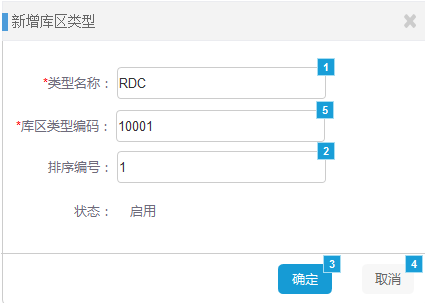 新增库区类型 ×
1
*类型名称： RDC
5
*库区类型编码： 10001
2
排序编号： 1
状态： 启用
3 4
确定 取消